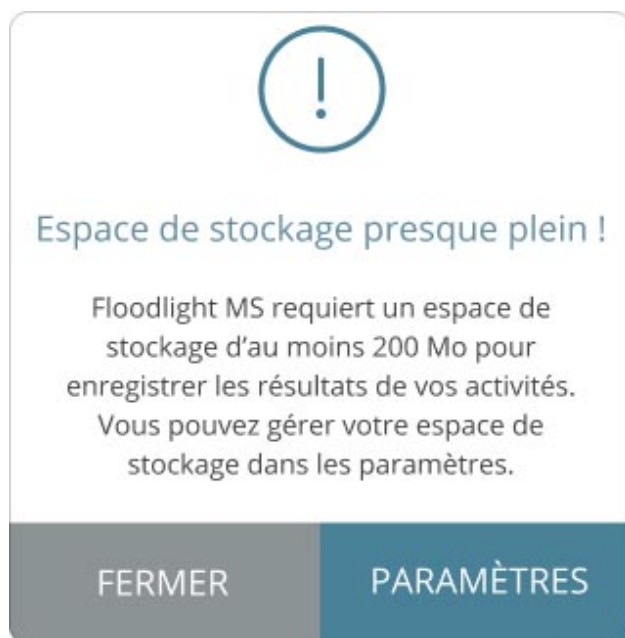 !
Espace de stockage presque plein !
Floodlight MS requiert un espace de
stockage d’au moins 200 Mo pour
enregistrer les résultats de vos activités.
Vous pouvez gérer votre espace de
stockage dans les paramètres.
FERMER PARAMÈTRES